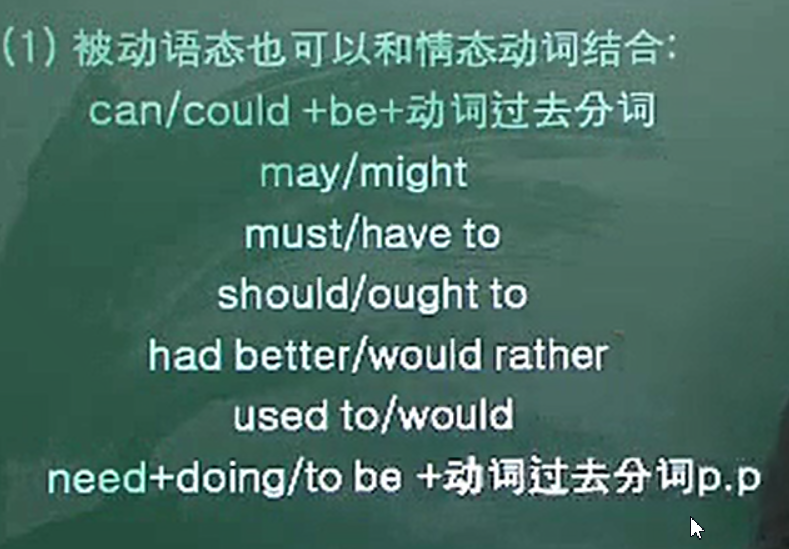 (1) 被动语态也可以和情态动词结合:
can/could +be+动词过去分词
may/might
must/have to
should/ought to
had better/would rather
used to/would
need+doing/to be +动词过去分词p.p